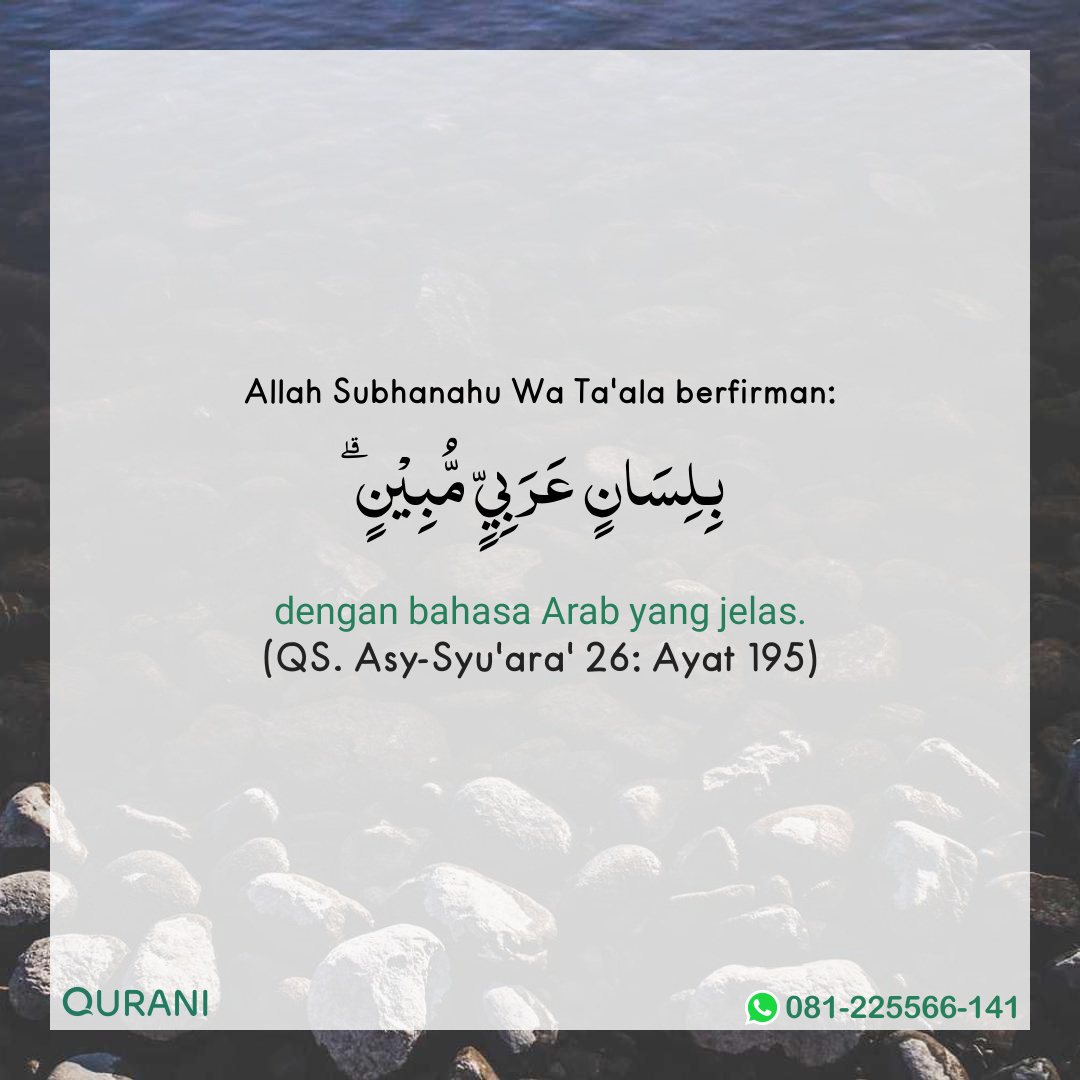 Allah Subhanahu Wa Ta'ala berfirman:
بِلِسَانٍ عَرَبِيٍّ مُّبِيْنٍ ۗ
dengan bahasa Arab yang jelas.
(QS. Asy-Syu'ara' 26: Ayat 195)
QURANI
081-225566-141